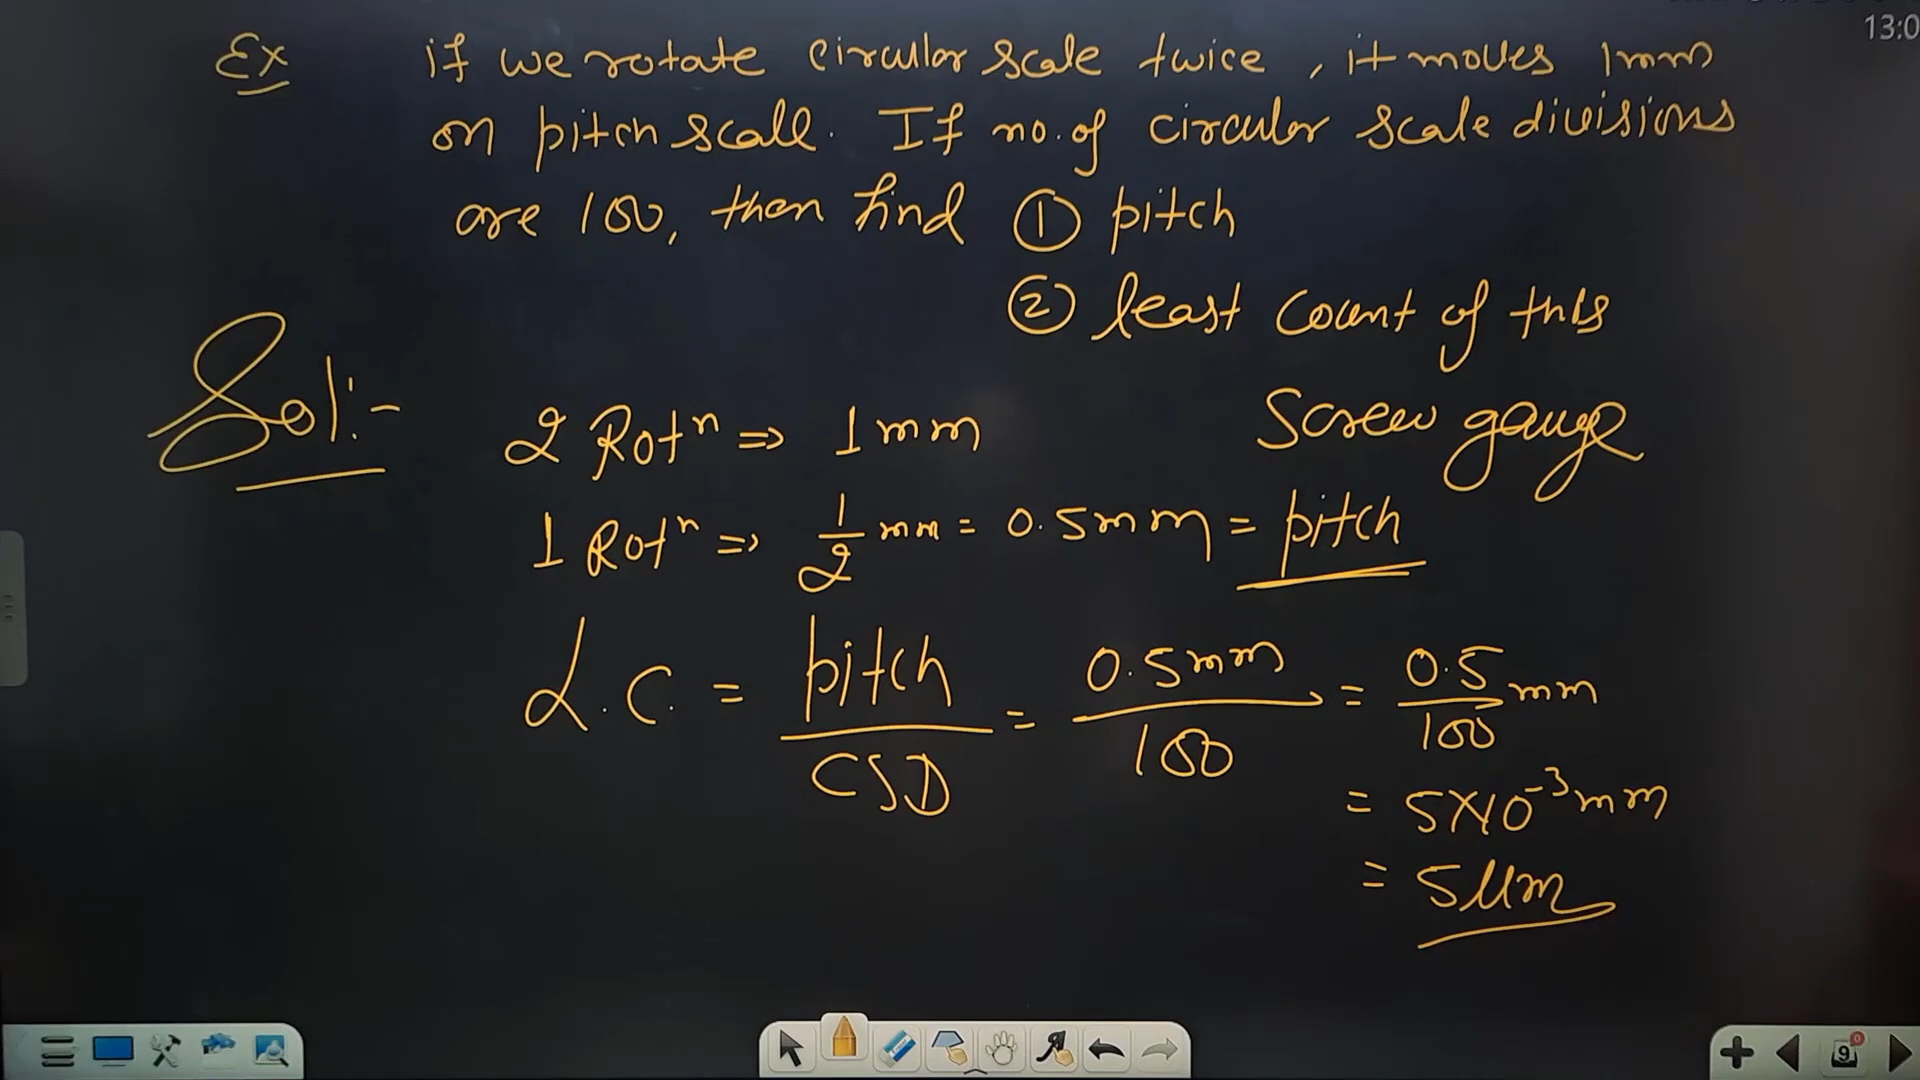 13:0
Ex if we rotate circular scale twice, it moves 1mm
on pitch scale. If no. of circular scale divisions
are 100, then find ① pitch
② least count of this
Screw gauge
Sol:-
2 Rotⁿ ⇒ 1mm
1 Rotⁿ ⇒ 1/2 mm = 0.5mm = pitch
L.C. = pitch/CSD = 0.5mm/100 = 0.5/100 mm
= 5×10⁻³mm
= 5μm
9
0